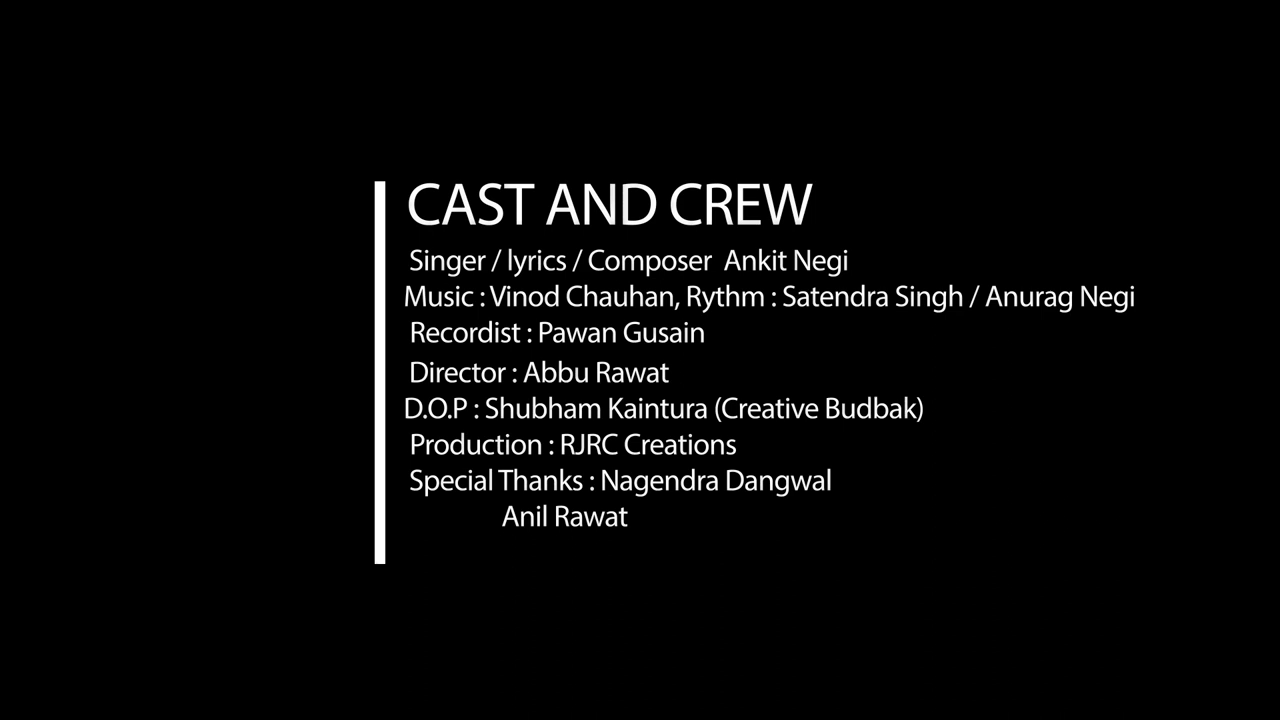 CAST AND CREW
Singer / lyrics / Composer  Ankit Negi
Music : Vinod Chauhan, Rythm : Satendra Singh / Anurag Negi
Recordist : Pawan Gusain
Director : Abbu Rawat
D.O.P : Shubham Kaintura (Creative Budbak)
Production : RJRC Creations
Special Thanks : Nagendra Dangwal
Anil Rawat